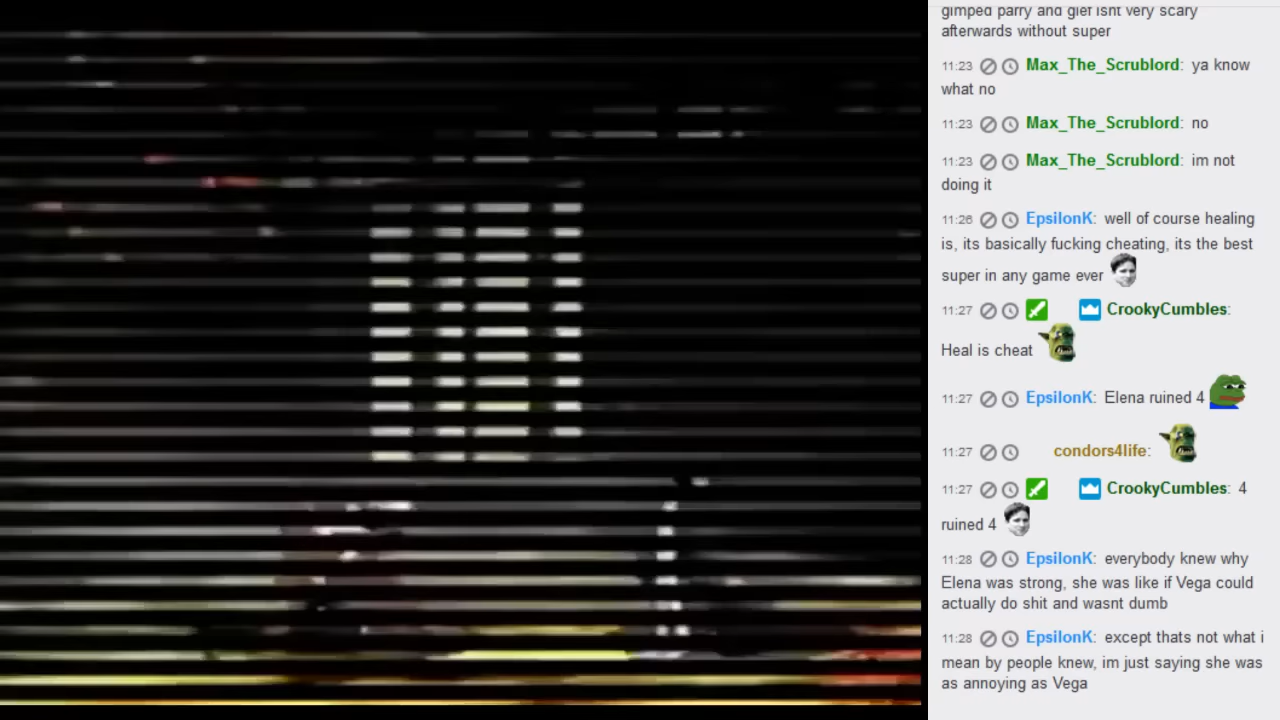 gimped parry and gief isnt very scary
afterwards without super
11:23 Max_The_Scrublord: ya know
what no
11:23 Max_The_Scrublord: no
11:23 Max_The_Scrublord: im not
doing it
11:26 EpsilonK: well of course healing
is, its basically fucking cheating, its the best
super in any game ever
11:27 CrookyCumbles:
Heal is cheat
11:27 EpsilonK: Elena ruined 4
11:27 condors4life:
11:27 CrookyCumbles: 4
ruined 4
11:28 EpsilonK: everybody knew why
Elena was strong, she was like if Vega could
actually do shit and wasnt dumb
11:28 EpsilonK: except thats not what i
mean by people knew, im just saying she was
as annoying as Vega